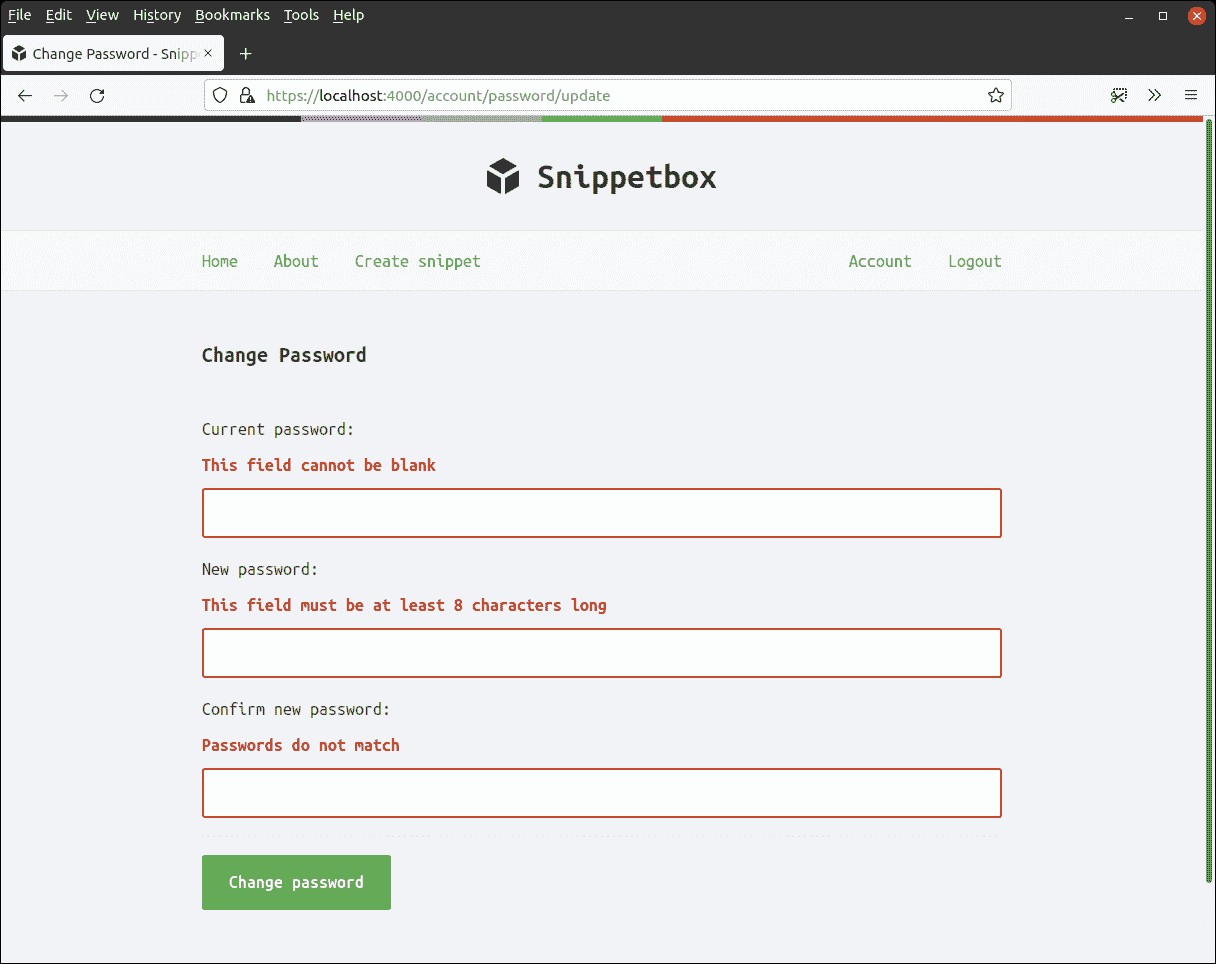 File Edit View History Bookmarks Tools Help
Change Password - Snipp
https://localhost:4000/account/password/update
Snippetbox
Home About Create snippet Account Logout
Change Password
Current password:
This field cannot be blank
New password:
This field must be at least 8 characters long
Confirm new password:
Passwords do not match
Change password